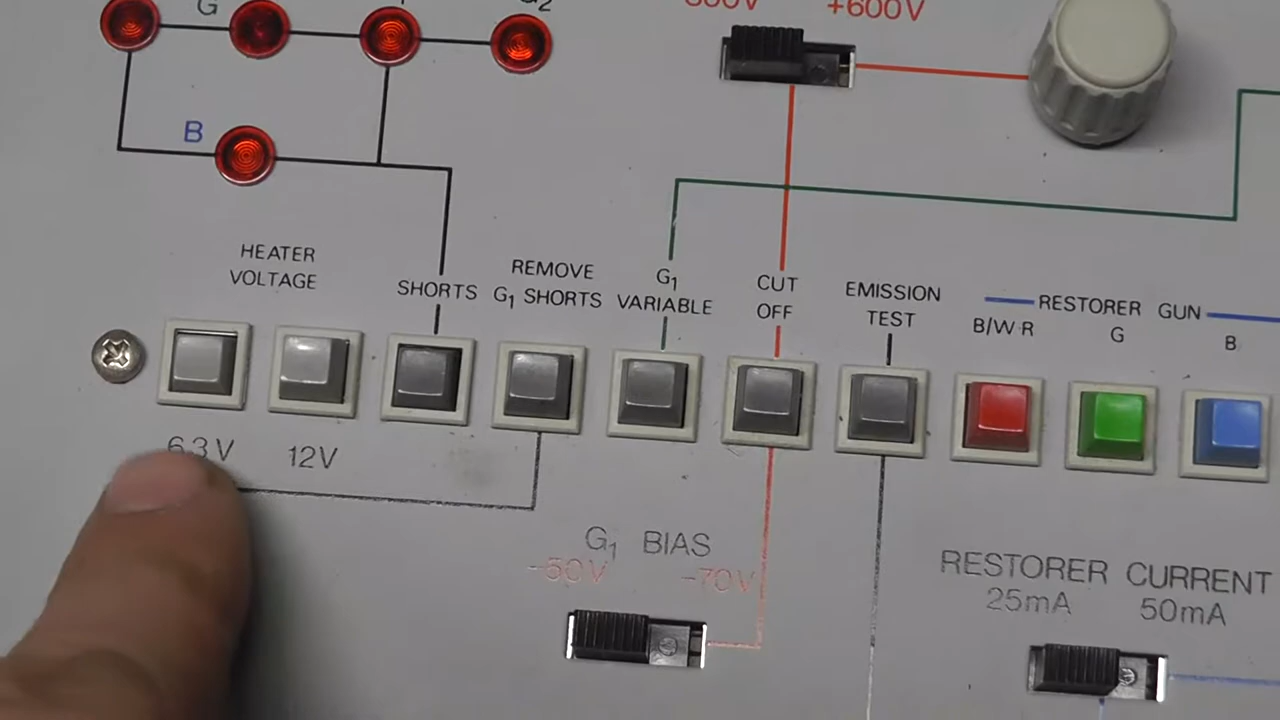 G
+600V
B
HEATER
VOLTAGE
SHORTS
REMOVE
G₁ SHORTS
G₁
VARIABLE
CUT
OFF
EMISSION
TEST
RESTORER GUN
B/W·R
G
B
6.3V
12V
G₁ BIAS
-50V
-70V
RESTORER CURRENT
25mA
50mA